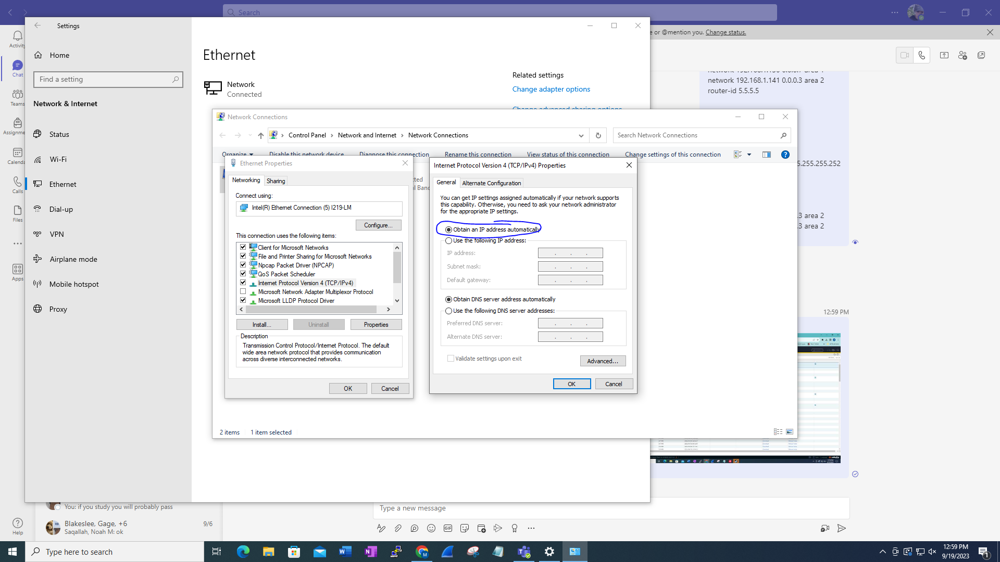 Search
Settings
e or @mention you. Change status.
Activity
Home
Ethernet
Chat
Find a setting
Related settings
network 192.168.1.141 0.0.0.3 area 2
Network
Connected
Change adapter options
router-id 5.5.5.5
Teams
Network & Internet
Change advanced sharing options
Network Connections
Assignme
Status
Control Panel
Network and Internet
Network Connections
Search Network Connections
Calenda
Wi-Fi
Organize
Disable this network device
Diagnose this connection
Rename this connection
View status of this connection
Change settings of this connection
5.255.255.252
Ethernet Properties
Internet Protocol Version 4 (TCP/IPv4) Properties
Networking
Sharing
General
Alternate Configuration
Calls
Ethernet
Connect using:
Intel(R) Ethernet Connection (5) I219-LM
cted
al Banc
You can get IP settings assigned automatically if your network supports
this capability. Otherwise, you need to ask your network administrator
for the appropriate IP settings.
Files
Dial-up
Configure...
.3 area 2
.3 area 2
Obtain an IP address automatically
VPN
This connection uses the following items:
Use the following IP address:
Client for Microsoft Networks
File and Printer Sharing for Microsoft Networks
Npcap Packet Driver (NPCAP)
QoS Packet Scheduler
Internet Protocol Version 4 (TCP/IPv4)
Microsoft Network Adapter Multiplexor Protocol
Microsoft LLDP Protocol Driver
IP address:
Subnet mask:
Default gateway:
Airplane mode
Apps
Mobile hotspot
Obtain DNS server address automatically
Use the following DNS server addresses:
Proxy
12:59 PM
Install...
Uninstall
Properties
Preferred DNS server:
Alternate DNS server:
Description
Transmission Control Protocol/Internet Protocol. The default
wide area network protocol that provides communication
across diverse interconnected networks.
Validate settings upon exit
Advanced...
OK
Cancel
OK
Cancel
2 items
1 item selected
You: if you study you will probably pass
Type a new message
Blakeslee, Gage, +6
9/6
Saqallah, Noah M: ok
GIF
Help
Type here to search
12:59 PM
9/19/2023
1